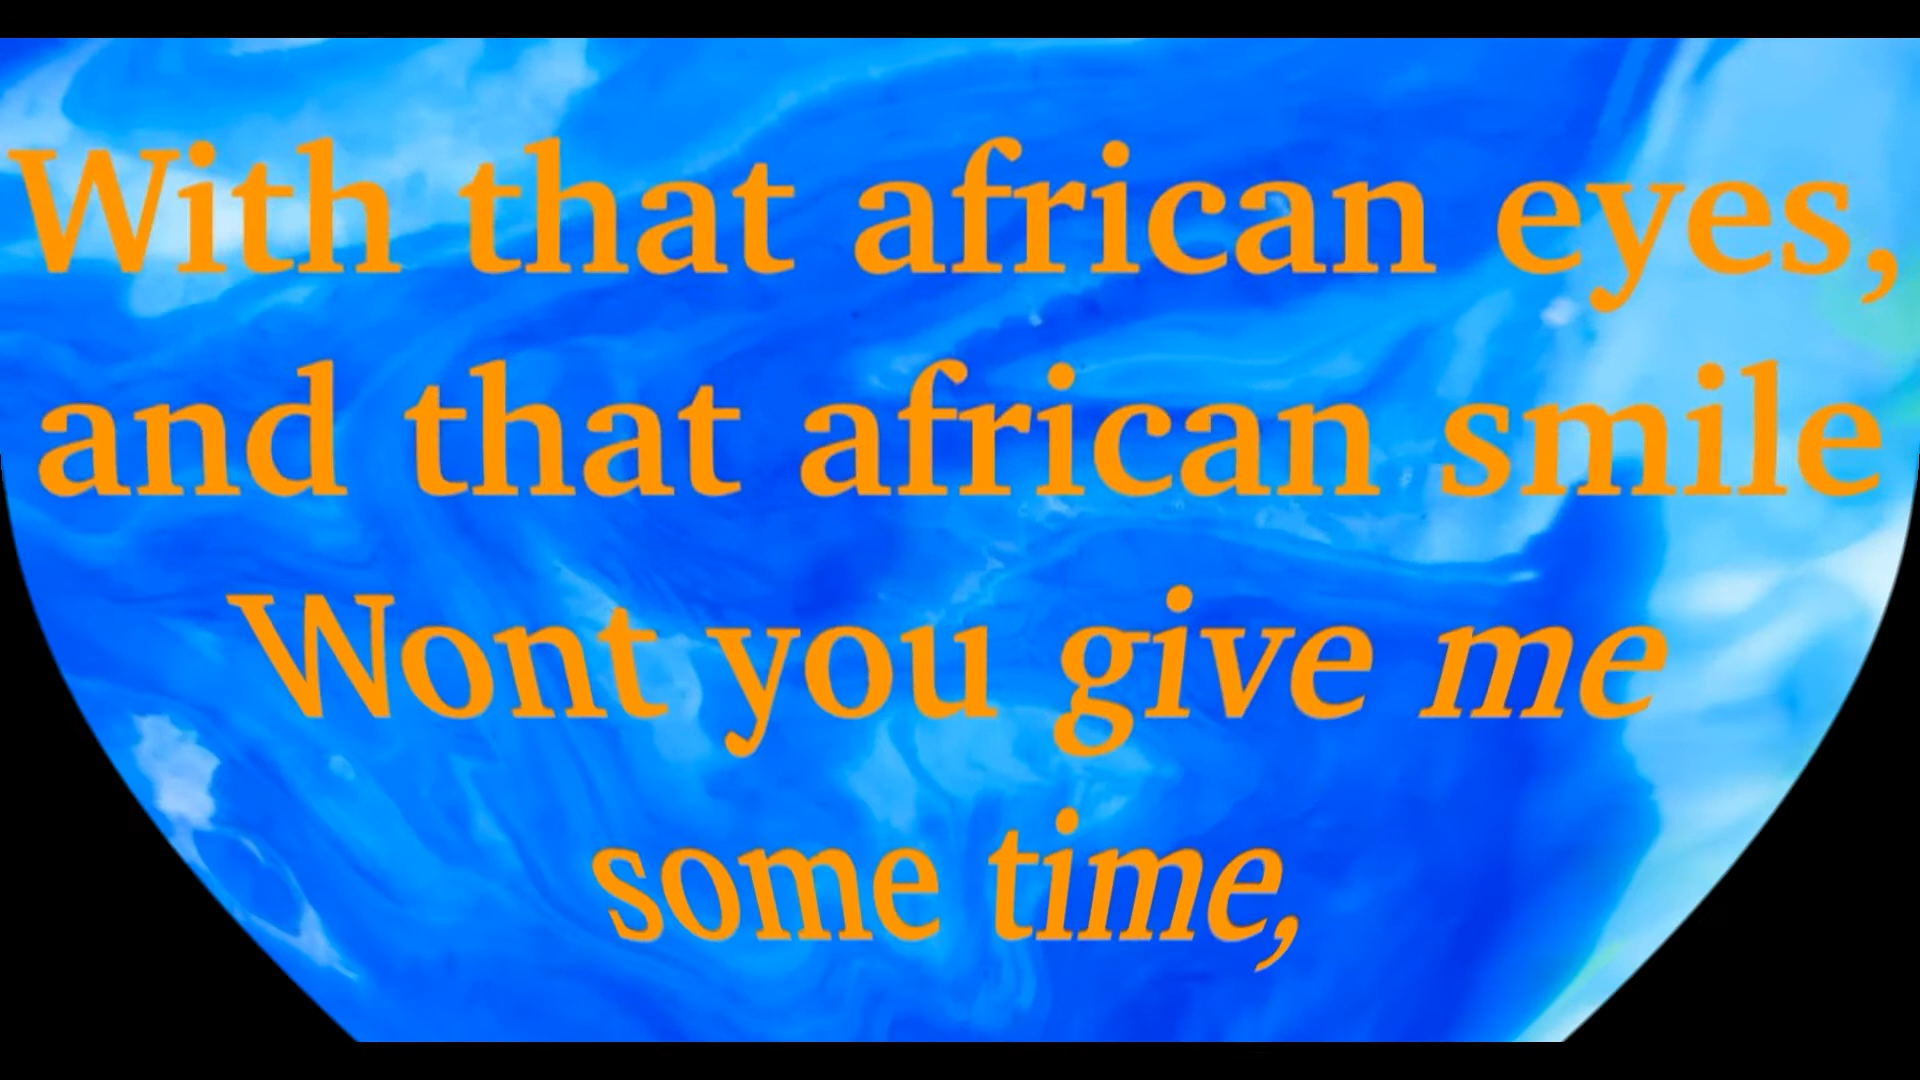 With that african eyes,
and that african smile
Wont you give me
some time,